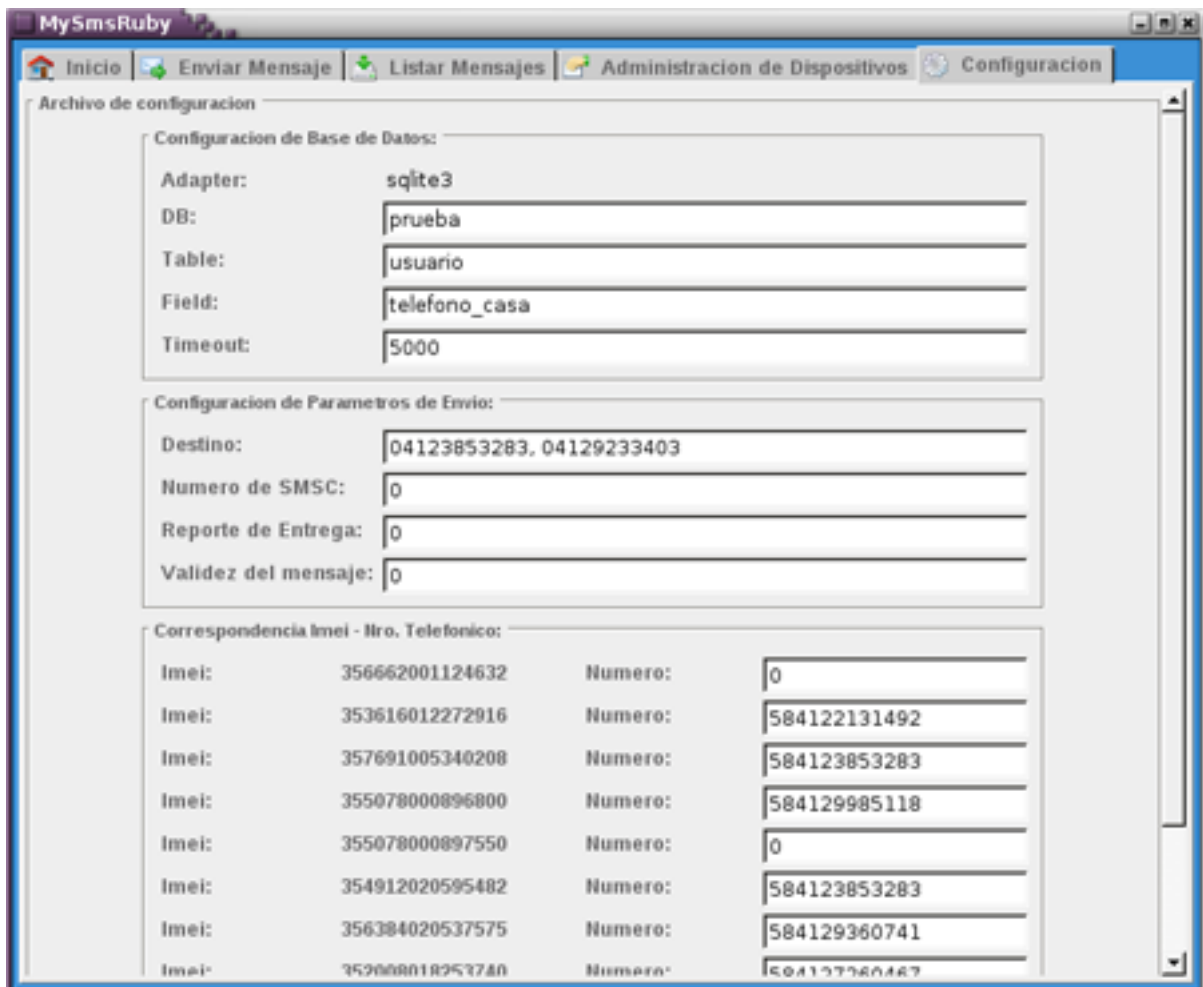 MySmsRuby
Inicio Enviar Mensaje Listar Mensajes Administracion de Dispositivos Configuracion
Archivo de configuracion
Configuracion de Base de Datos:
Adapter: sqlite3
DB: prueba
Table: usuario
Field: telefono_casa
Timeout: 5000
Configuracion de Parametros de Envio:
Destino: 04123853283, 04129233403
Numero de SMSC: 0
Reporte de Entrega: 0
Validez del mensaje: 0
Correspondencia Imei - Nro. Telefonico:
Imei: 356662001124632 Numero: 0
Imei: 353616012272916 Numero: 584122131492
Imei: 357691005340208 Numero: 584123853283
Imei: 355078000896800 Numero: 584129985118
Imei: 355078000897550 Numero: 0
Imei: 354912020595482 Numero: 584123853283
Imei: 356384020537575 Numero: 584129360741
Imei: 352008018253740 Numero: 584127260467